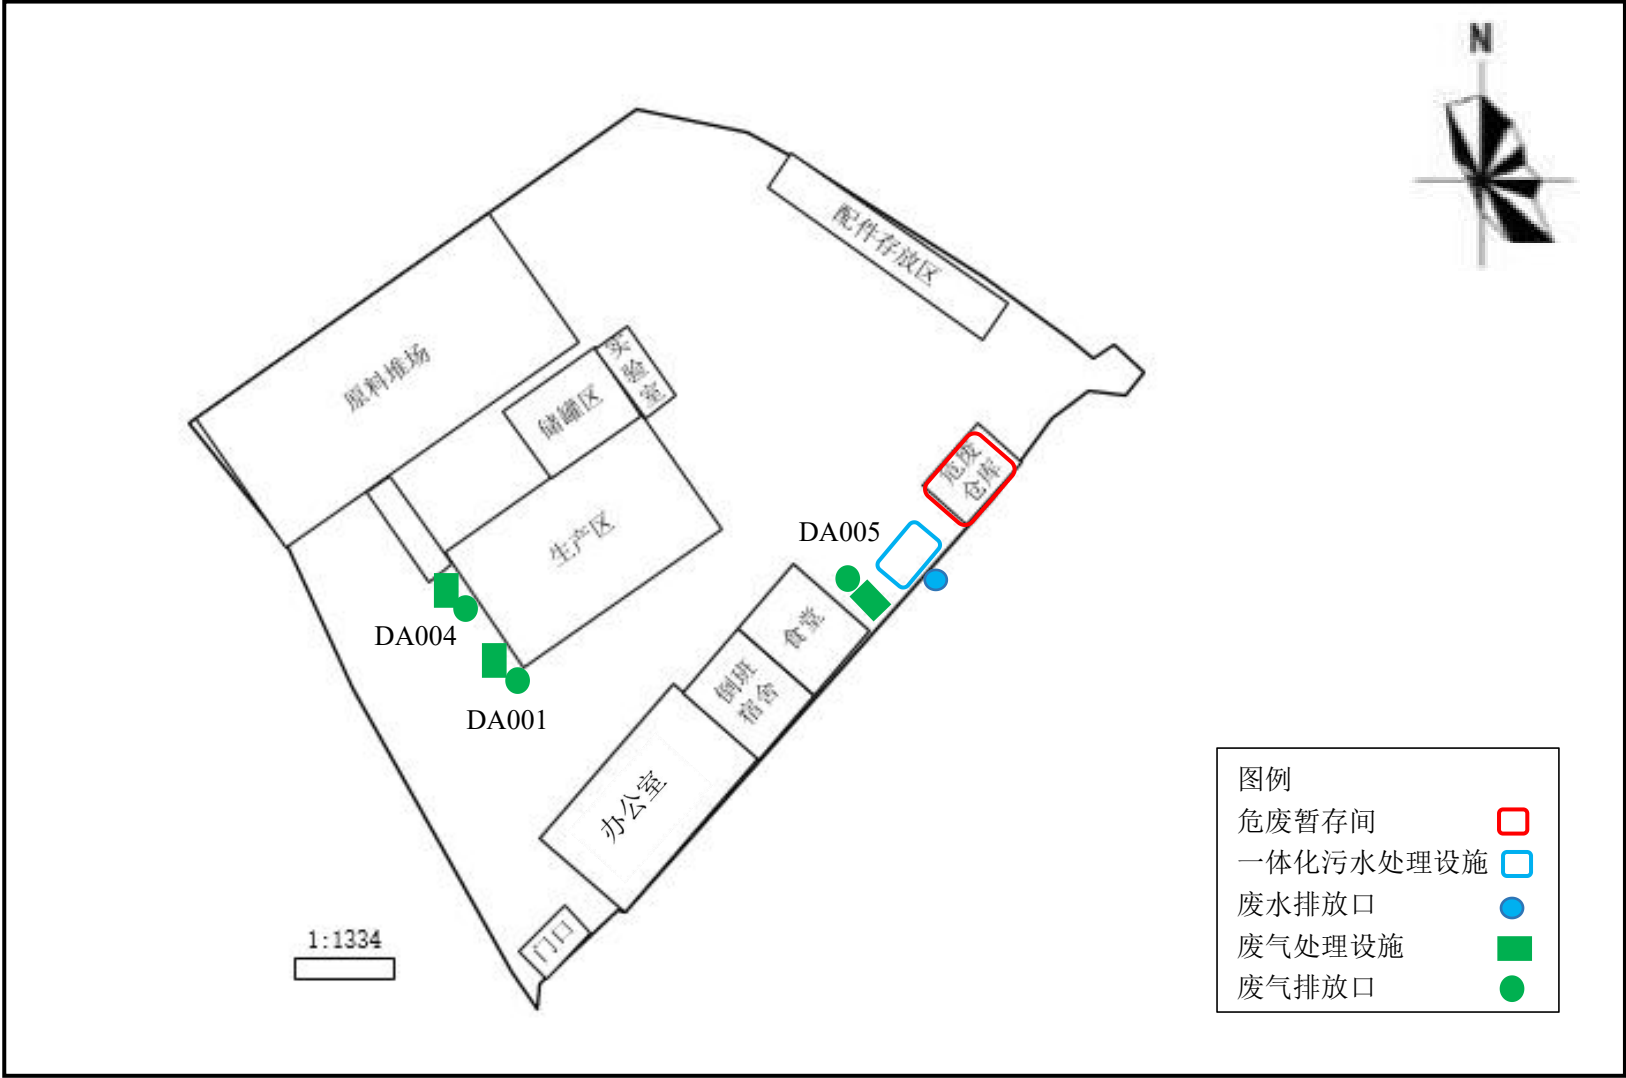 N
配件存放区
原料堆场
实验室
储罐区
危废
仓库
生产区
DA005
食堂
DA004
倒班
宿舍
DA001
办公室
门口
1:1334
图例
危废暂存间
一体化污水处理设施
废水排放口
废气处理设施
废气排放口